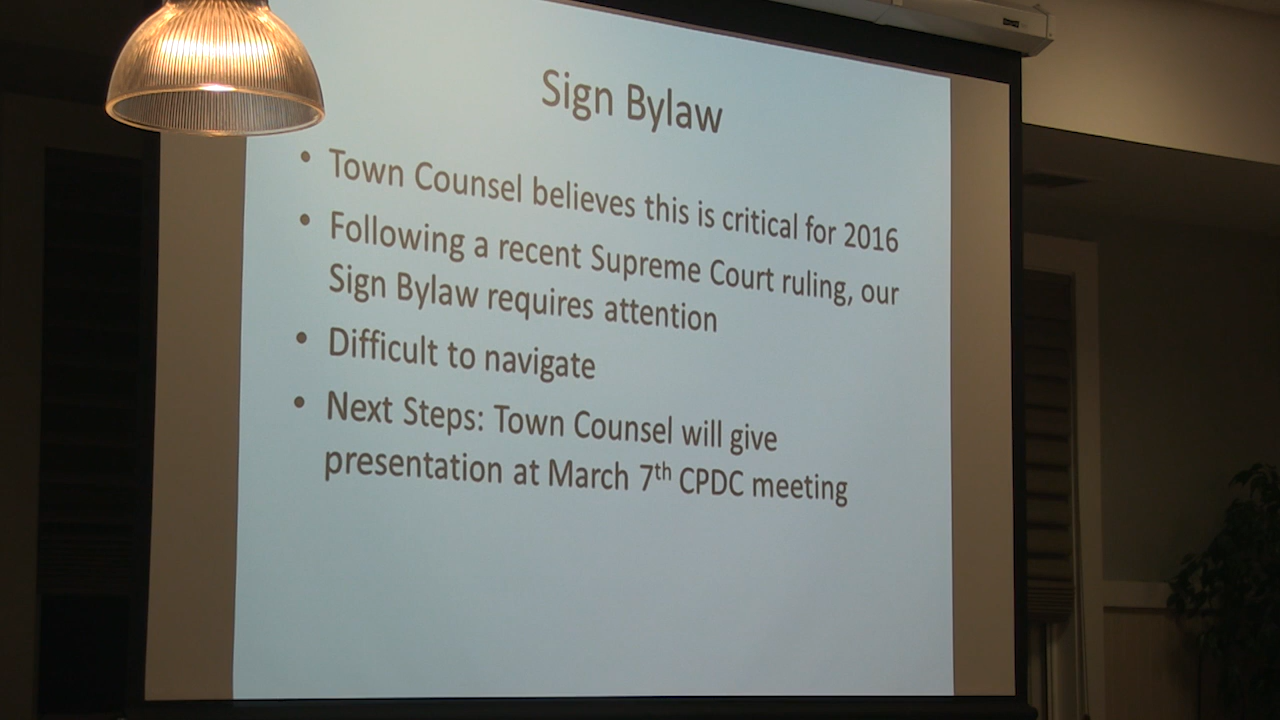 Sign Bylaw
• Town Counsel believes this is critical for 2016
• Following a recent Supreme Court ruling, our
Sign Bylaw requires attention
• Difficult to navigate
• Next Steps: Town Counsel will give
presentation at March 7th CPDC meeting